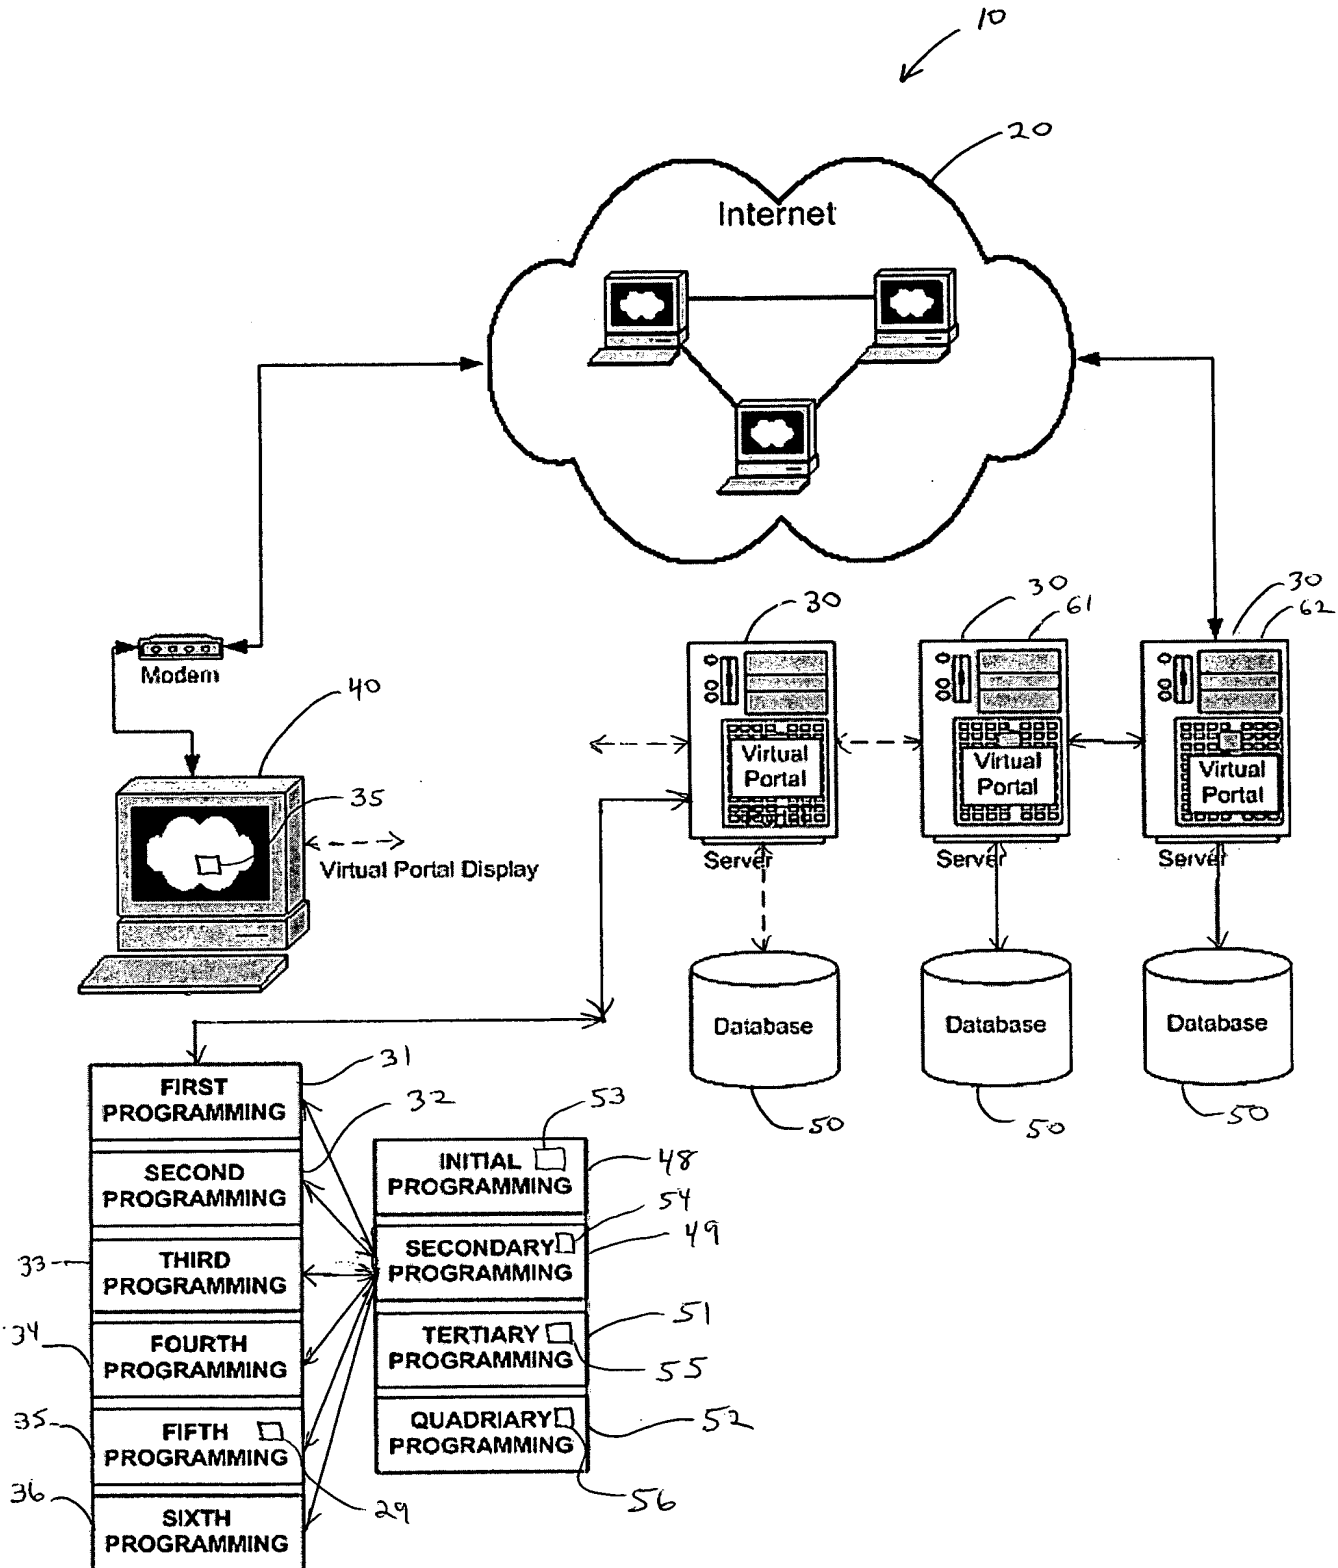 10
20
Internet
30
30
61
30
62
Modem
40
35
Virtual
Portal
Virtual
Portal
Virtual
Portal
Virtual Portal Display
Server
Server
Server
Database
Database
Database
50
50
50
31
FIRST
PROGRAMMING
32
53
SECOND
PROGRAMMING
INITIAL
PROGRAMMING
48
54
33
THIRD
PROGRAMMING
SECONDARY
PROGRAMMING
49
34
FOURTH
PROGRAMMING
TERTIARY
PROGRAMMING
51
55
35
FIFTH
PROGRAMMING
QUADRIARY
PROGRAMMING
52
36
SIXTH
PROGRAMMING
29
56